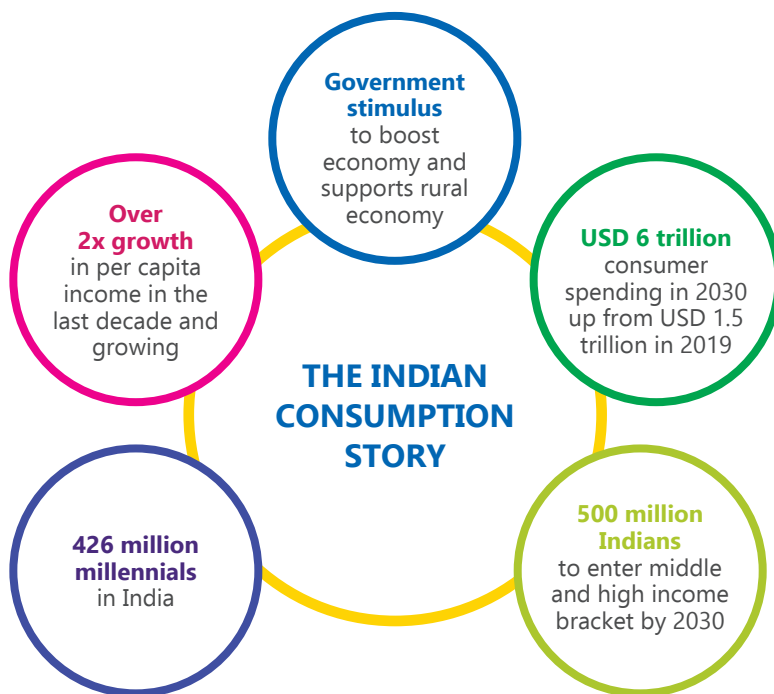 Government
stimulus
to boost
economy and
supports rural
economy
Over
2x growth
in per capita
income in the
last decade and
growing
USD 6 trillion
consumer
spending in 2030
up from USD 1.5
trillion in 2019
THE INDIAN
CONSUMPTION
STORY
426 million
millennials
in India
500 million
Indians
to enter middle
and high income
bracket by 2030